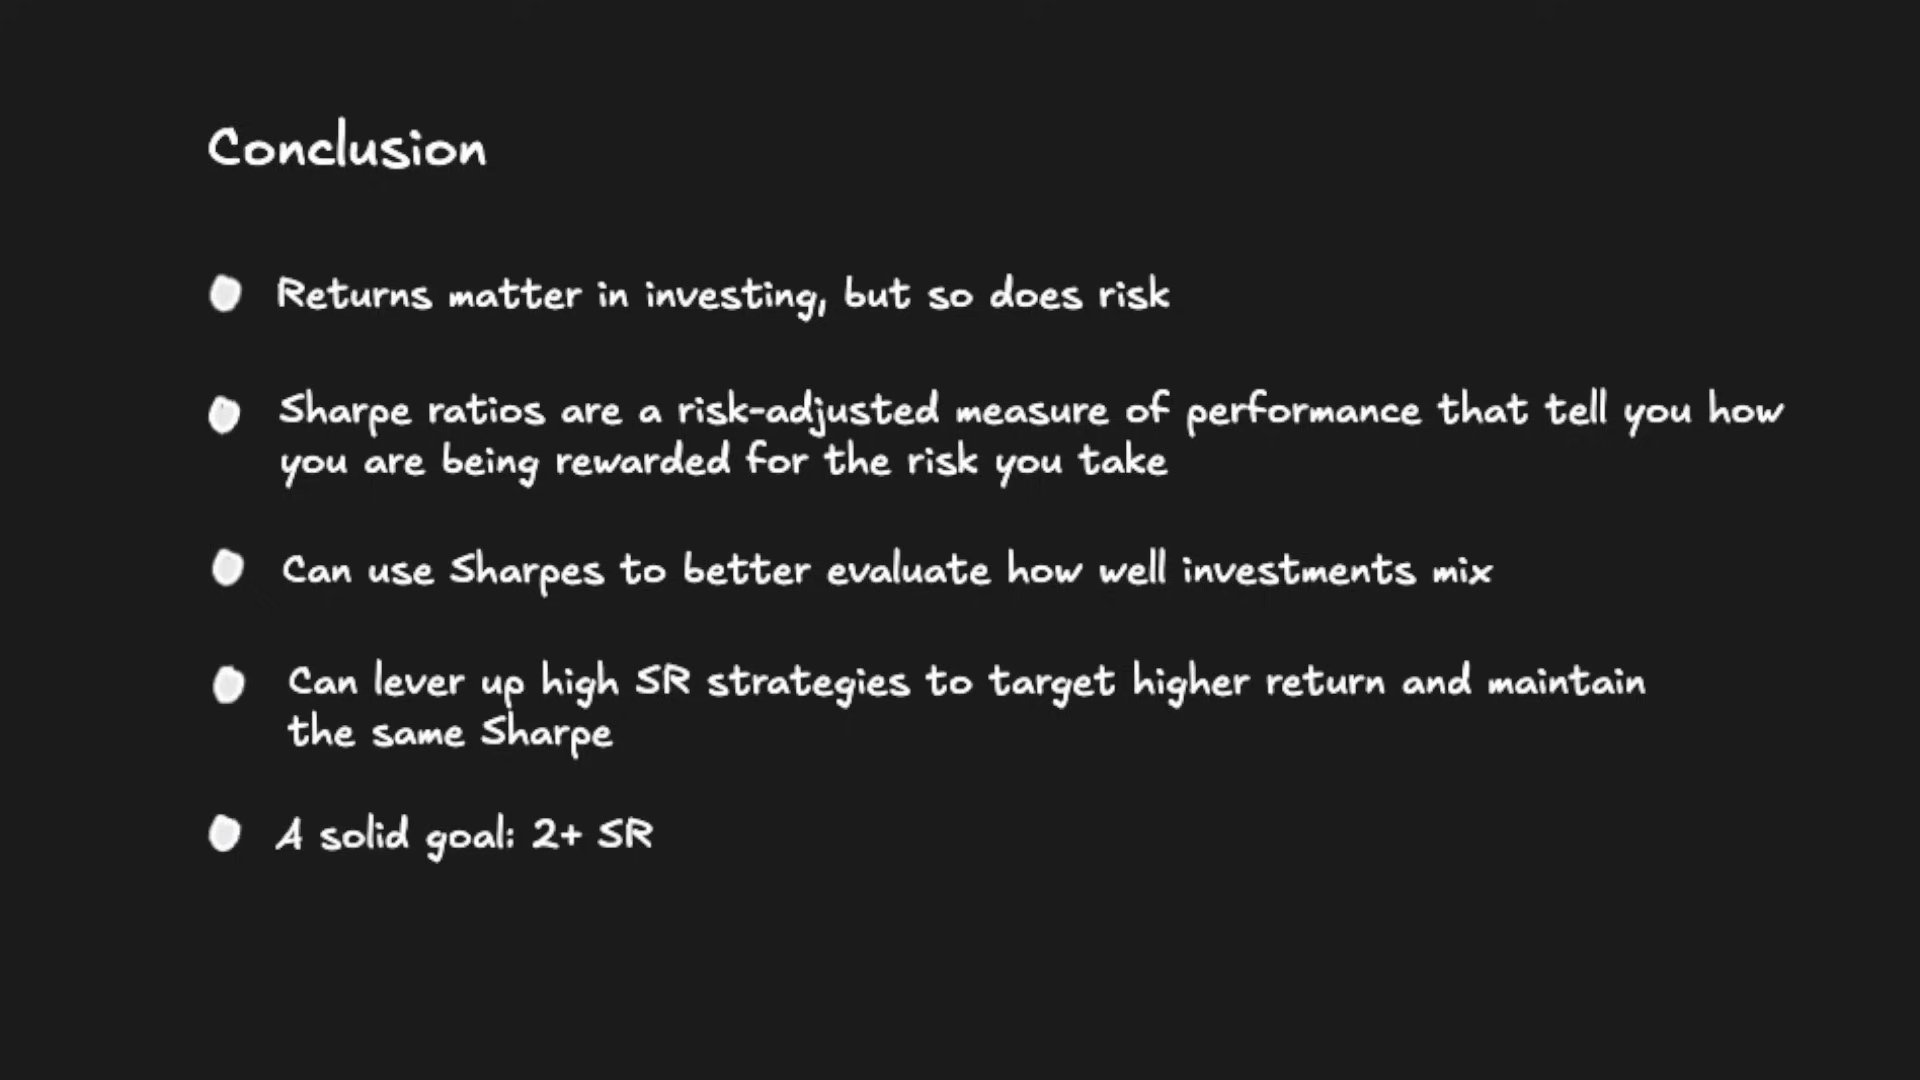 Conclusion
Returns matter in investing, but so does risk
Sharpe ratios are a risk-adjusted measure of performance that tell you how
you are being rewarded for the risk you take
Can use Sharpes to better evaluate how well investments mix
Can lever up high SR strategies to target higher return and maintain
the same Sharpe
A solid goal: 2+ SR